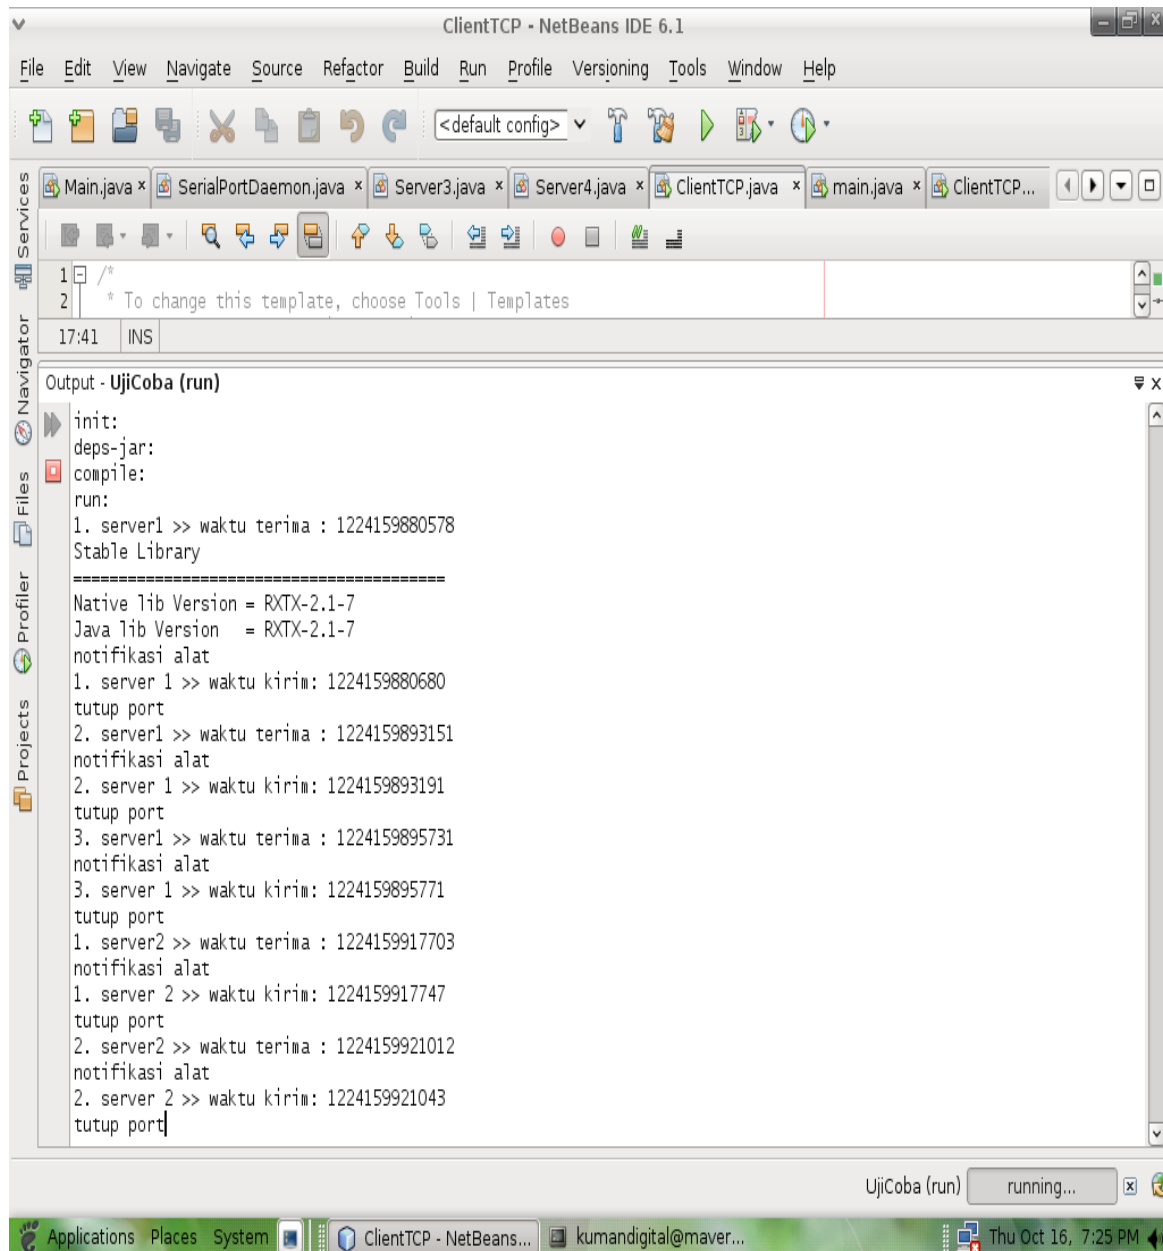 ClientTCP - NetBeans IDE 6.1
File Edit View Navigate Source Refactor Build Run Profile Versioning Tools Window Help
<default config>
Main.java SerialPortDaemon.java Server3.java Server4.java ClientTCP.java main.java ClientTCP...
1 /*
2 * To change this template, choose Tools | Templates
17:41 INS
Services
Navigator
Files
Profiler
Projects
Output - UjiCoba (run)
init:
deps-jar:
compile:
run:
1. server1 >> waktu terima : 1224159880578
Stable Library
=========================================
Native lib Version = RXTX-2.1-7
Java lib Version   = RXTX-2.1-7
notifikasi alat
1. server 1 >> waktu kirim: 1224159880680
tutup port
2. server1 >> waktu terima : 1224159893151
notifikasi alat
2. server 1 >> waktu kirim: 1224159893191
tutup port
3. server1 >> waktu terima : 1224159895731
notifikasi alat
3. server 1 >> waktu kirim: 1224159895771
tutup port
1. server2 >> waktu terima : 1224159917703
notifikasi alat
1. server 2 >> waktu kirim: 1224159917747
tutup port
2. server2 >> waktu terima : 1224159921012
notifikasi alat
2. server 2 >> waktu kirim: 1224159921043
tutup port
UjiCoba (run) running...
Applications Places System ClientTCP - NetBeans... kumandigital@maver... Thu Oct 16, 7:25 PM